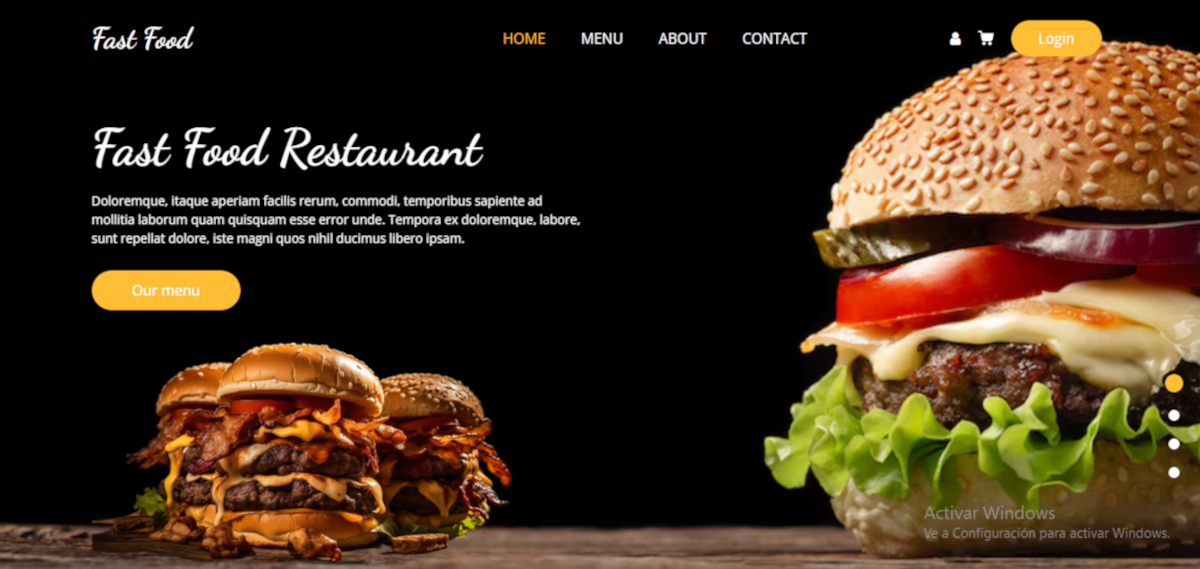 Fast Food
HOME MENU ABOUT CONTACT
Login
Fast Food Restaurant
Doloremque, itaque aperiam facilis rerum, commodi, temporibus sapiente ad
mollitia laborum quam quisquam esse error unde. Tempora ex doloremque, labore,
sunt repellat dolore, iste magni quos nihil ducimus libero ipsam.
Our menu
Activar Windows
Ve a Configuración para activar Windows.